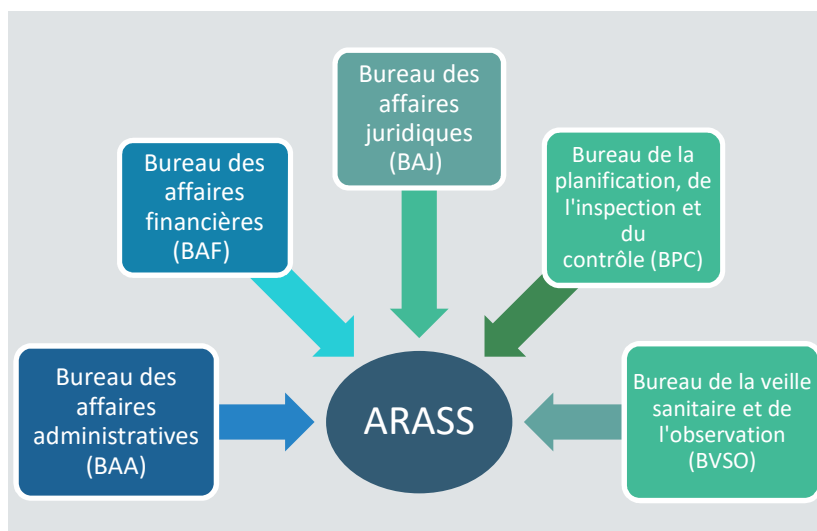 Bureau des
affaires
juridiques
(BAJ)
Bureau des
affaires
financières
(BAF)
Bureau de la
planification, de
l'inspection et
du
contrôle (BPC)
Bureau des
affaires
administratives
(BAA)
ARASS
Bureau de la veille
sanitaire et de
l'observation
(BVSO)